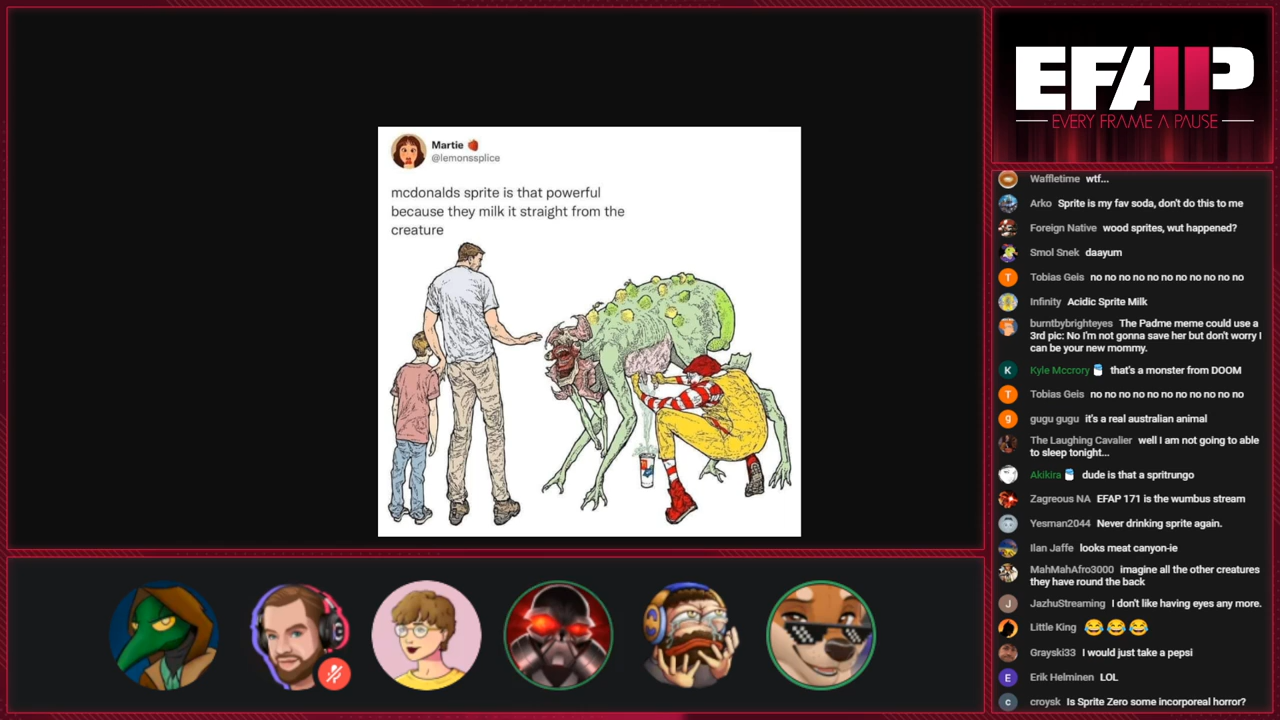 Martie
@lemonssplice
mcdonalds sprite is that powerful
because they milk it straight from the
creature
EFAP
EVERY FRAME A PAUSE
Waffletime wtf...
Arko Sprite is my fav soda, don't do this to me
Foreign Native wood sprites, wut happened?
Smol Snek daayum
T
Tobias Geis no no no no no no no no no no no
Infinity Acidic Sprite Milk
burntbybrighteyes The Padme meme could use a
3rd pic: No I'm not gonna save her but don't worry I
can be your new mommy.
K
Kyle Mccrory that's a monster from DOOM
T
Tobias Geis no no no no no no no no no no no
g
gugu gugu it's a real australian animal
The Laughing Cavalier well I am not going to able
to sleep tonight...
Akikira dude is that a spritrungo
Zagreous NA EFAP 171 is the wumbus stream
Yesman2044 Never drinking sprite again.
Ilan Jaffe looks meat canyon-ie
MahMahAfro3000 imagine all the other creatures
they have round the back
J
JazhuStreaming I don't like having eyes any more.
Little King 😂😂😂
Grayski33 I would just take a pepsi
E
Erik Helminen LOL
c
croysk Is Sprite Zero some incorporeal horror?